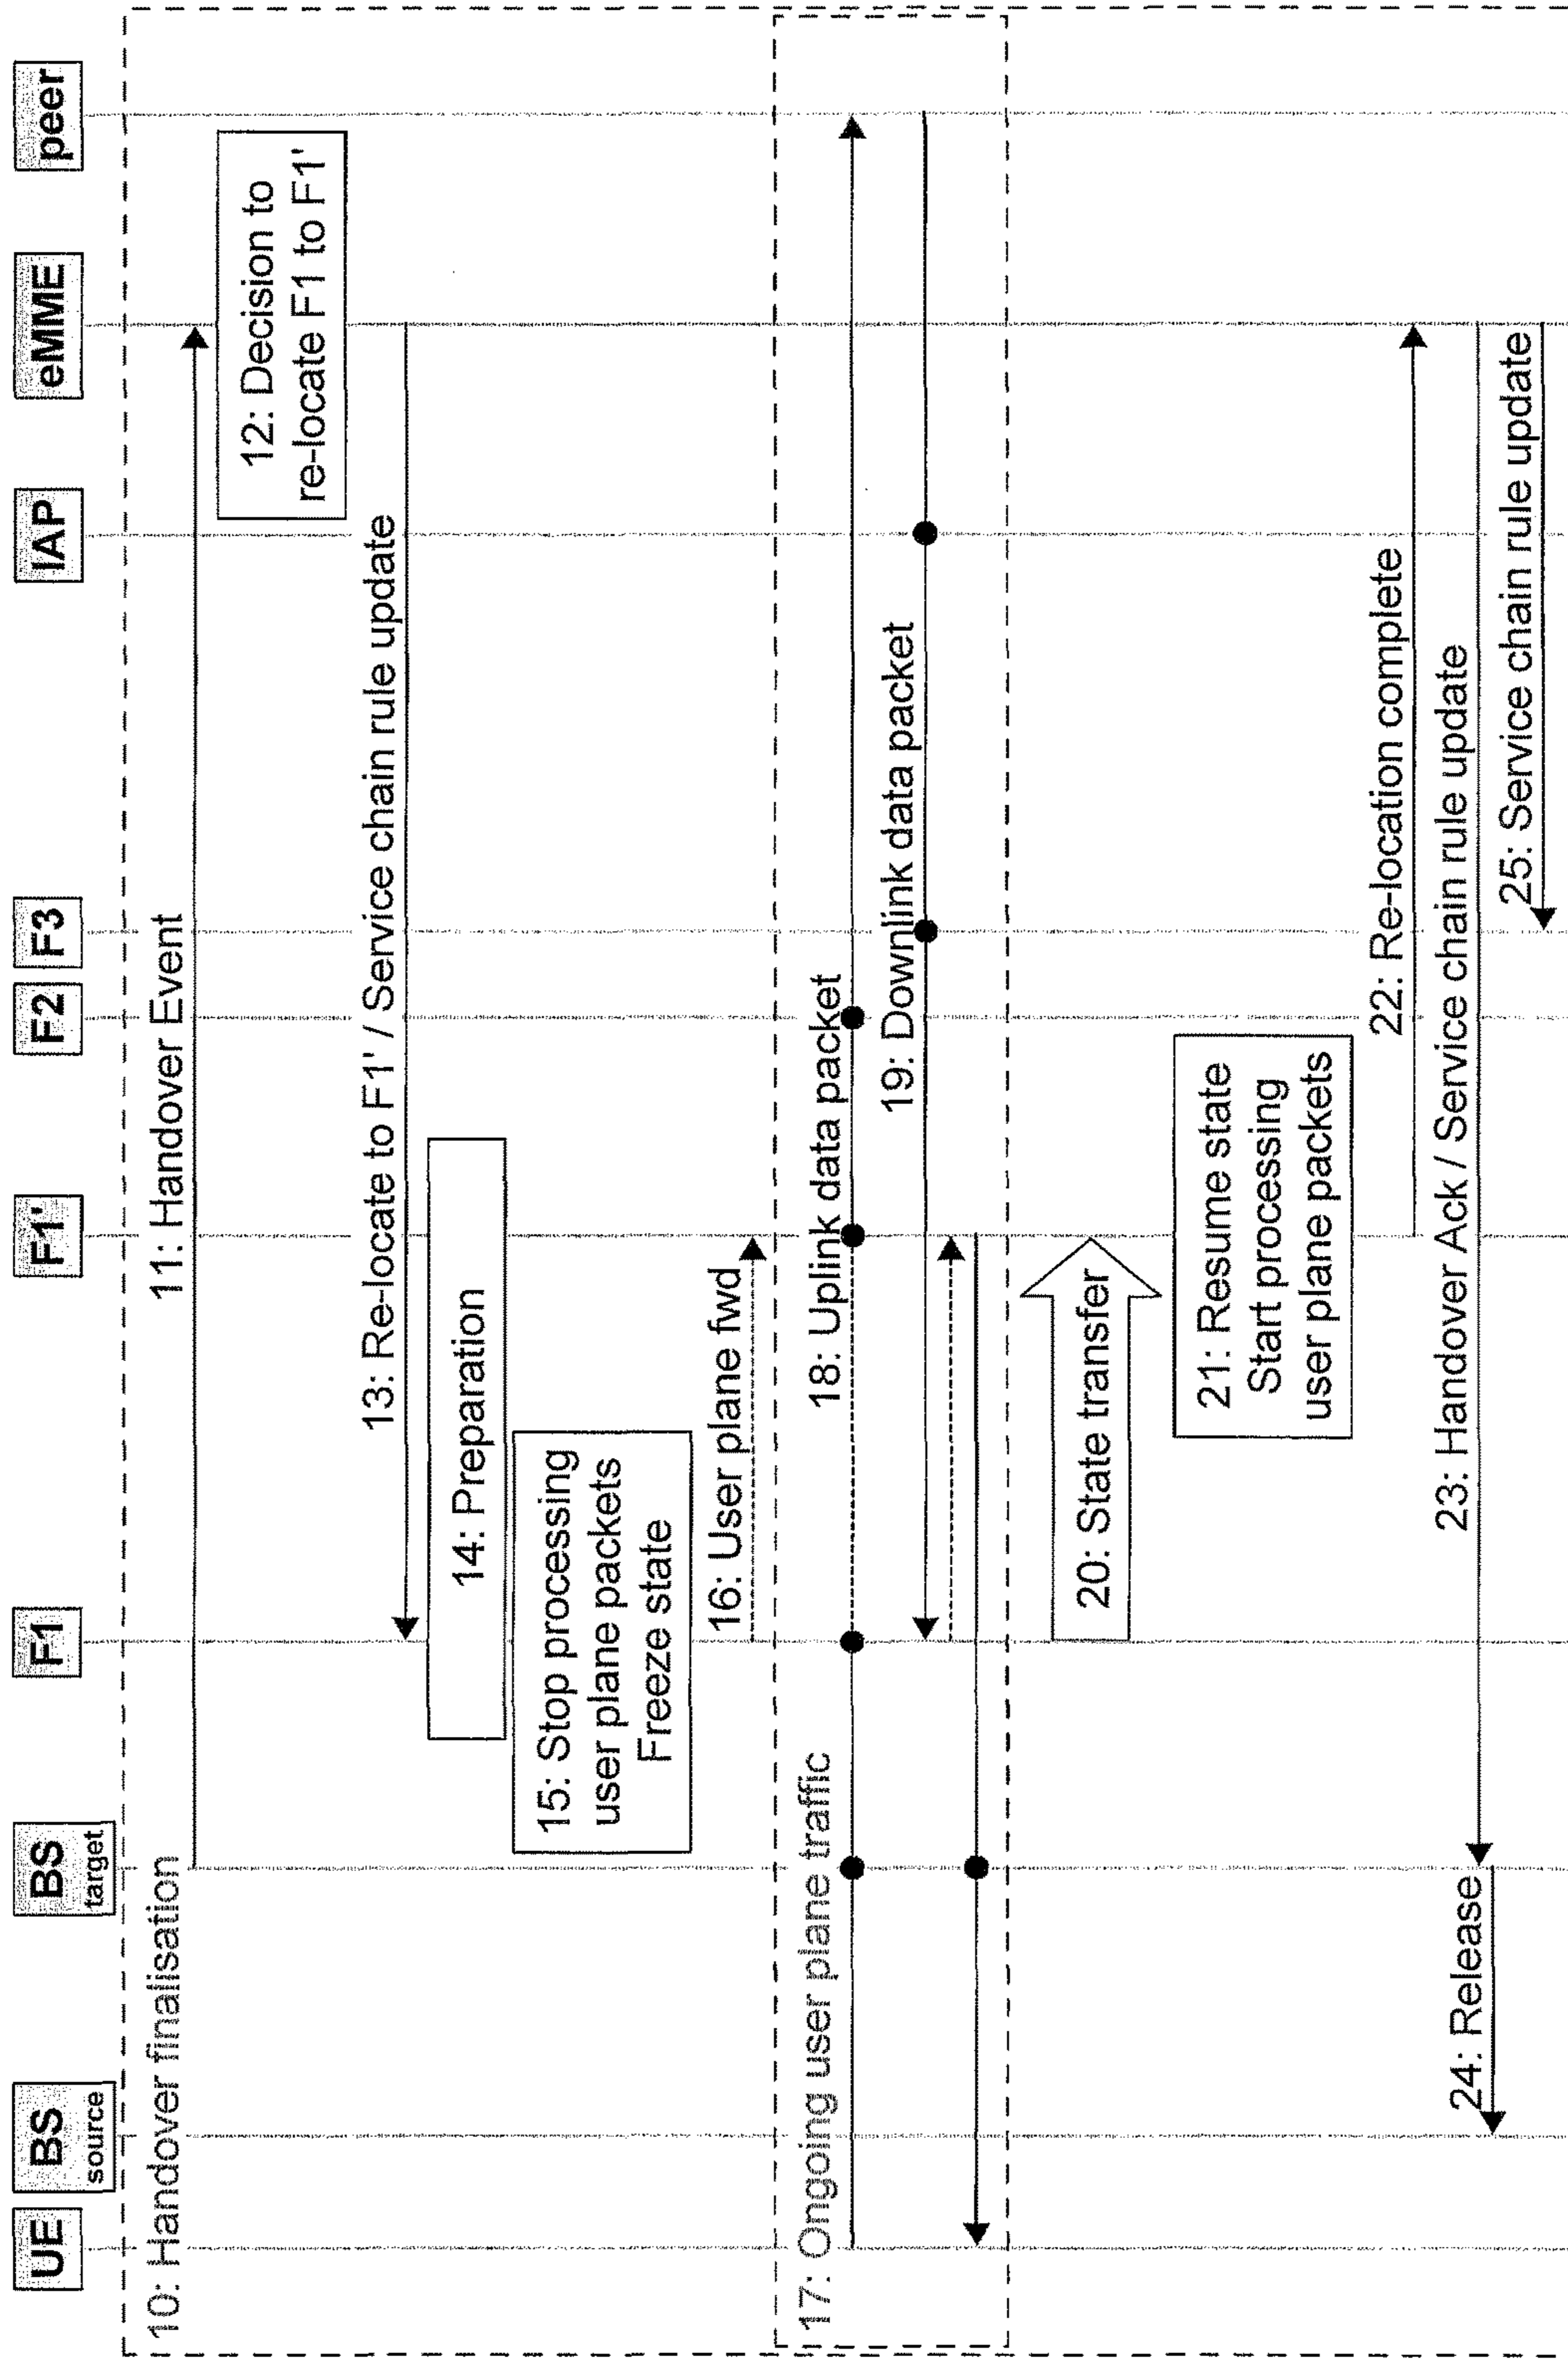 UE
BS
source
BS
target
F1
F1'
F2
F3
IAP
eMME
peer
10: Handover finalisation
11: Handover Event
12: Decision to
re-locate F1 to F1'
13: Re-locate to F1' / Service chain rule update
14: Preparation
15: Stop processing
user plane packets
Freeze state
16: User plane fwd
17: Ongoing user plane traffic
18: Uplink data packet
19: Downlink data packet
20: State transfer
21: Resume state
Start processing
user plane packets
22: Re-location complete
23: Handover Ack / Service chain rule update
24: Release
25: Service chain rule update